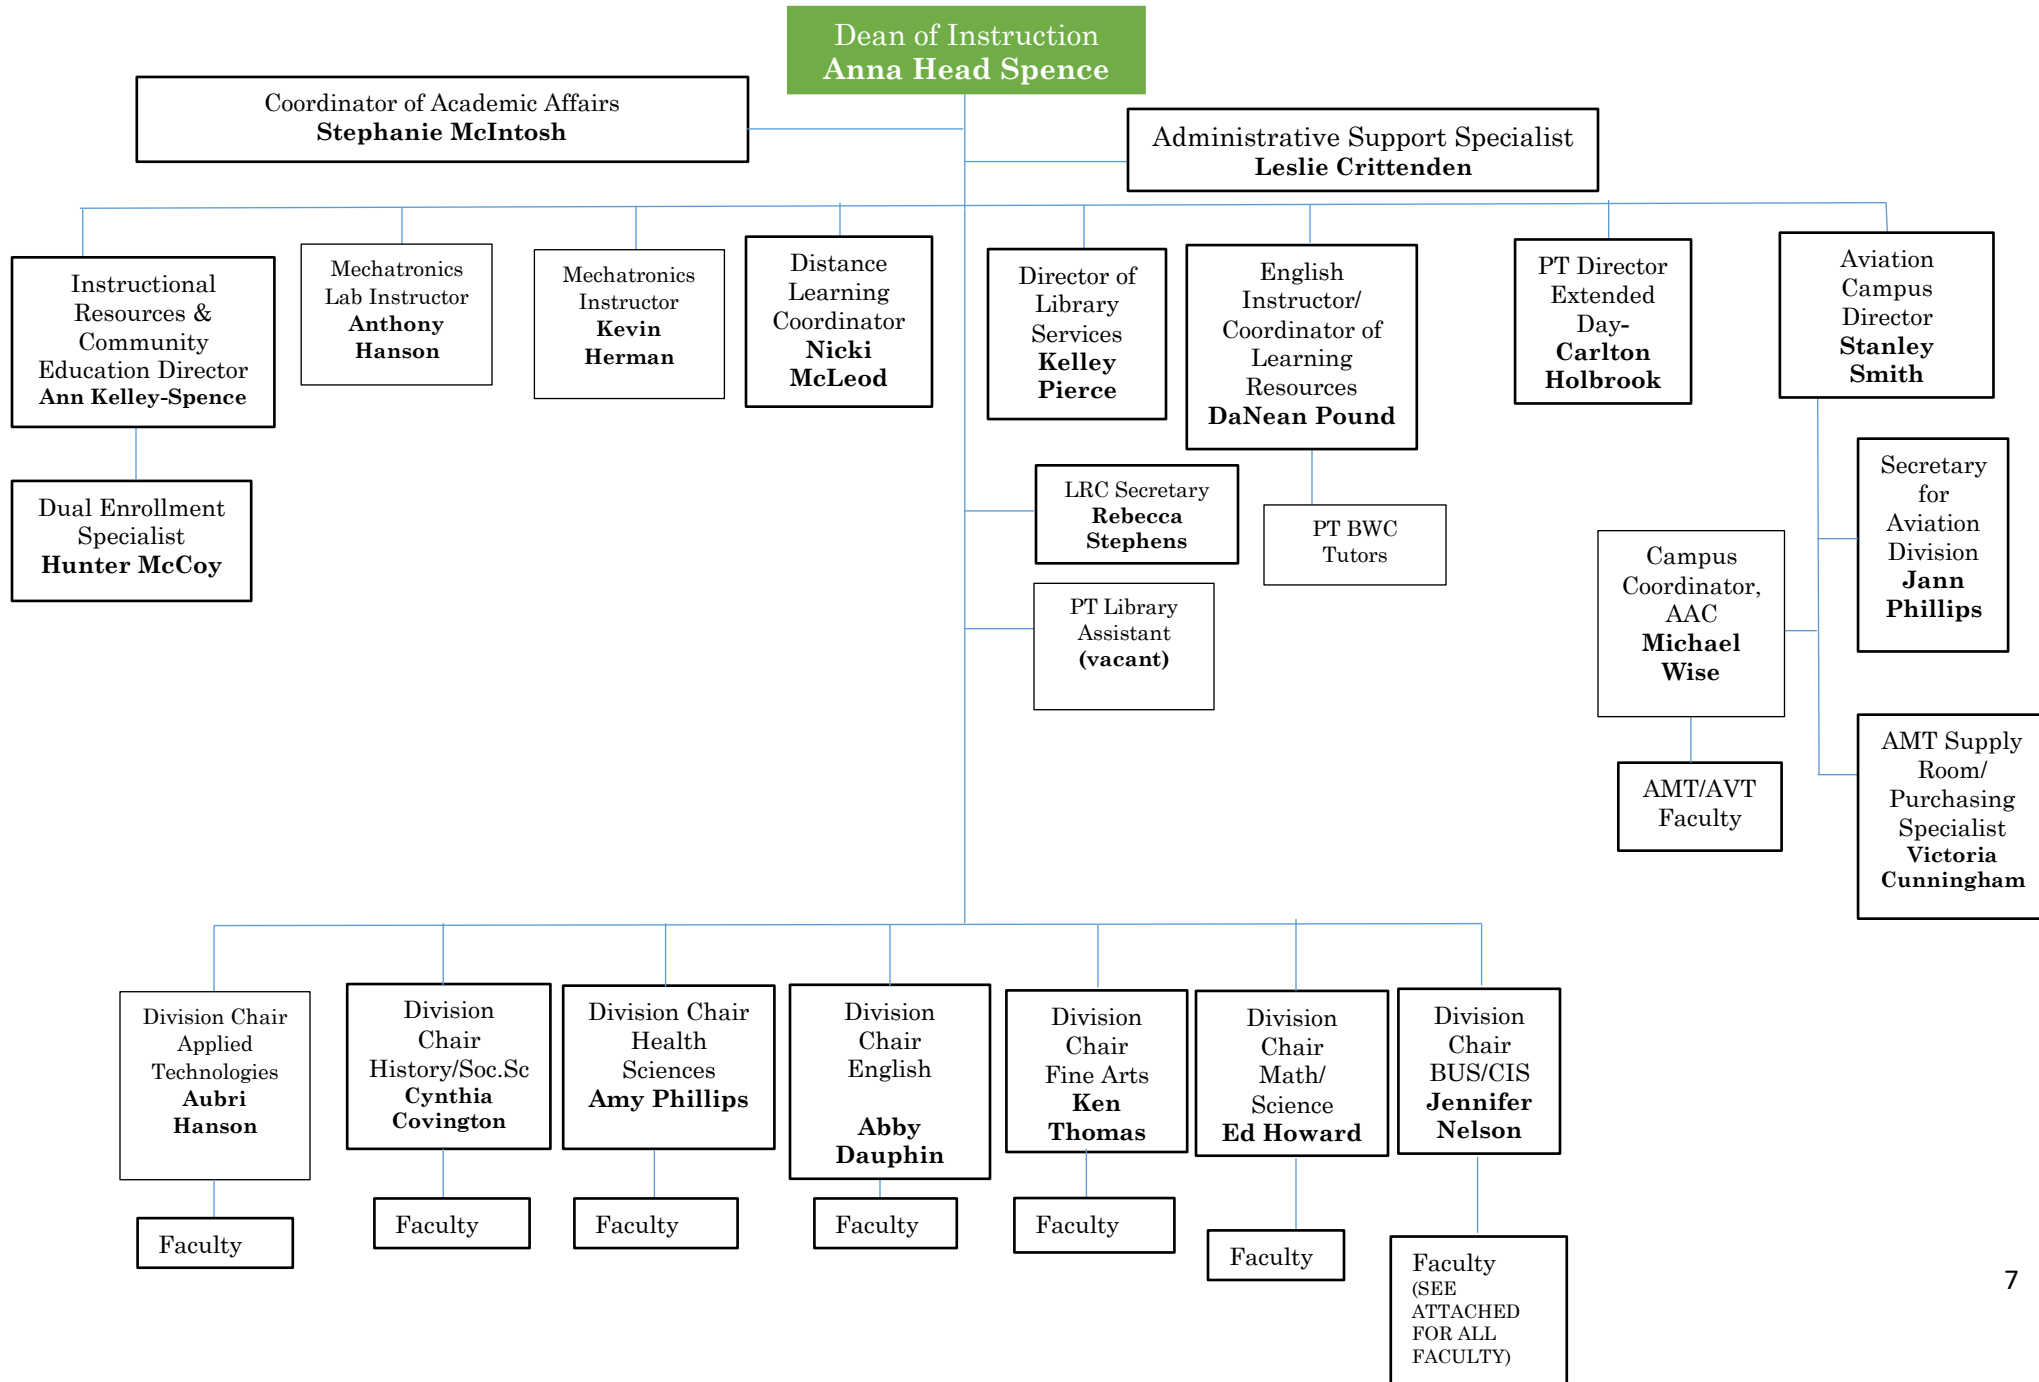 Dean of Instruction
Anna Head Spence
Coordinator of Academic Affairs
Stephanie McIntosh
Administrative Support Specialist
Leslie Crittenden
Instructional
Resources &
Community
Education Director
Ann Kelley-Spence
Mechatronics
Lab Instructor
Anthony
Hanson
Mechatronics
Instructor
Kevin
Herman
Distance
Learning
Coordinator
Nicki
McLeod
Director of
Library
Services
Kelley
Pierce
English
Instructor/
Coordinator of
Learning
Resources
DaNean Pound
PT Director
Extended
Day-
Carlton
Holbrook
Aviation
Campus
Director
Stanley
Smith
Dual Enrollment
Specialist
Hunter McCoy
LRC Secretary
Rebecca
Stephens
PT BWC
Tutors
PT Library
Assistant
(vacant)
Campus
Coordinator,
AAC
Michael
Wise
Secretary
for
Aviation
Division
Jann
Phillips
AMT/AVT
Faculty
AMT Supply
Room/
Purchasing
Specialist
Victoria
Cunningham
Division Chair
Applied
Technologies
Aubri
Hanson
Division
Chair
History/Soc.Sc
Cynthia
Covington
Division Chair
Health
Sciences
Amy Phillips
Division
Chair
English
Abby
Dauphin
Division
Chair
Fine Arts
Ken
Thomas
Division
Chair
Math/
Science
Ed Howard
Division
Chair
BUS/CIS
Jennifer
Nelson
Faculty
Faculty
Faculty
Faculty
Faculty
Faculty
Faculty
(SEE
ATTACHED
FOR ALL
FACULTY)
7